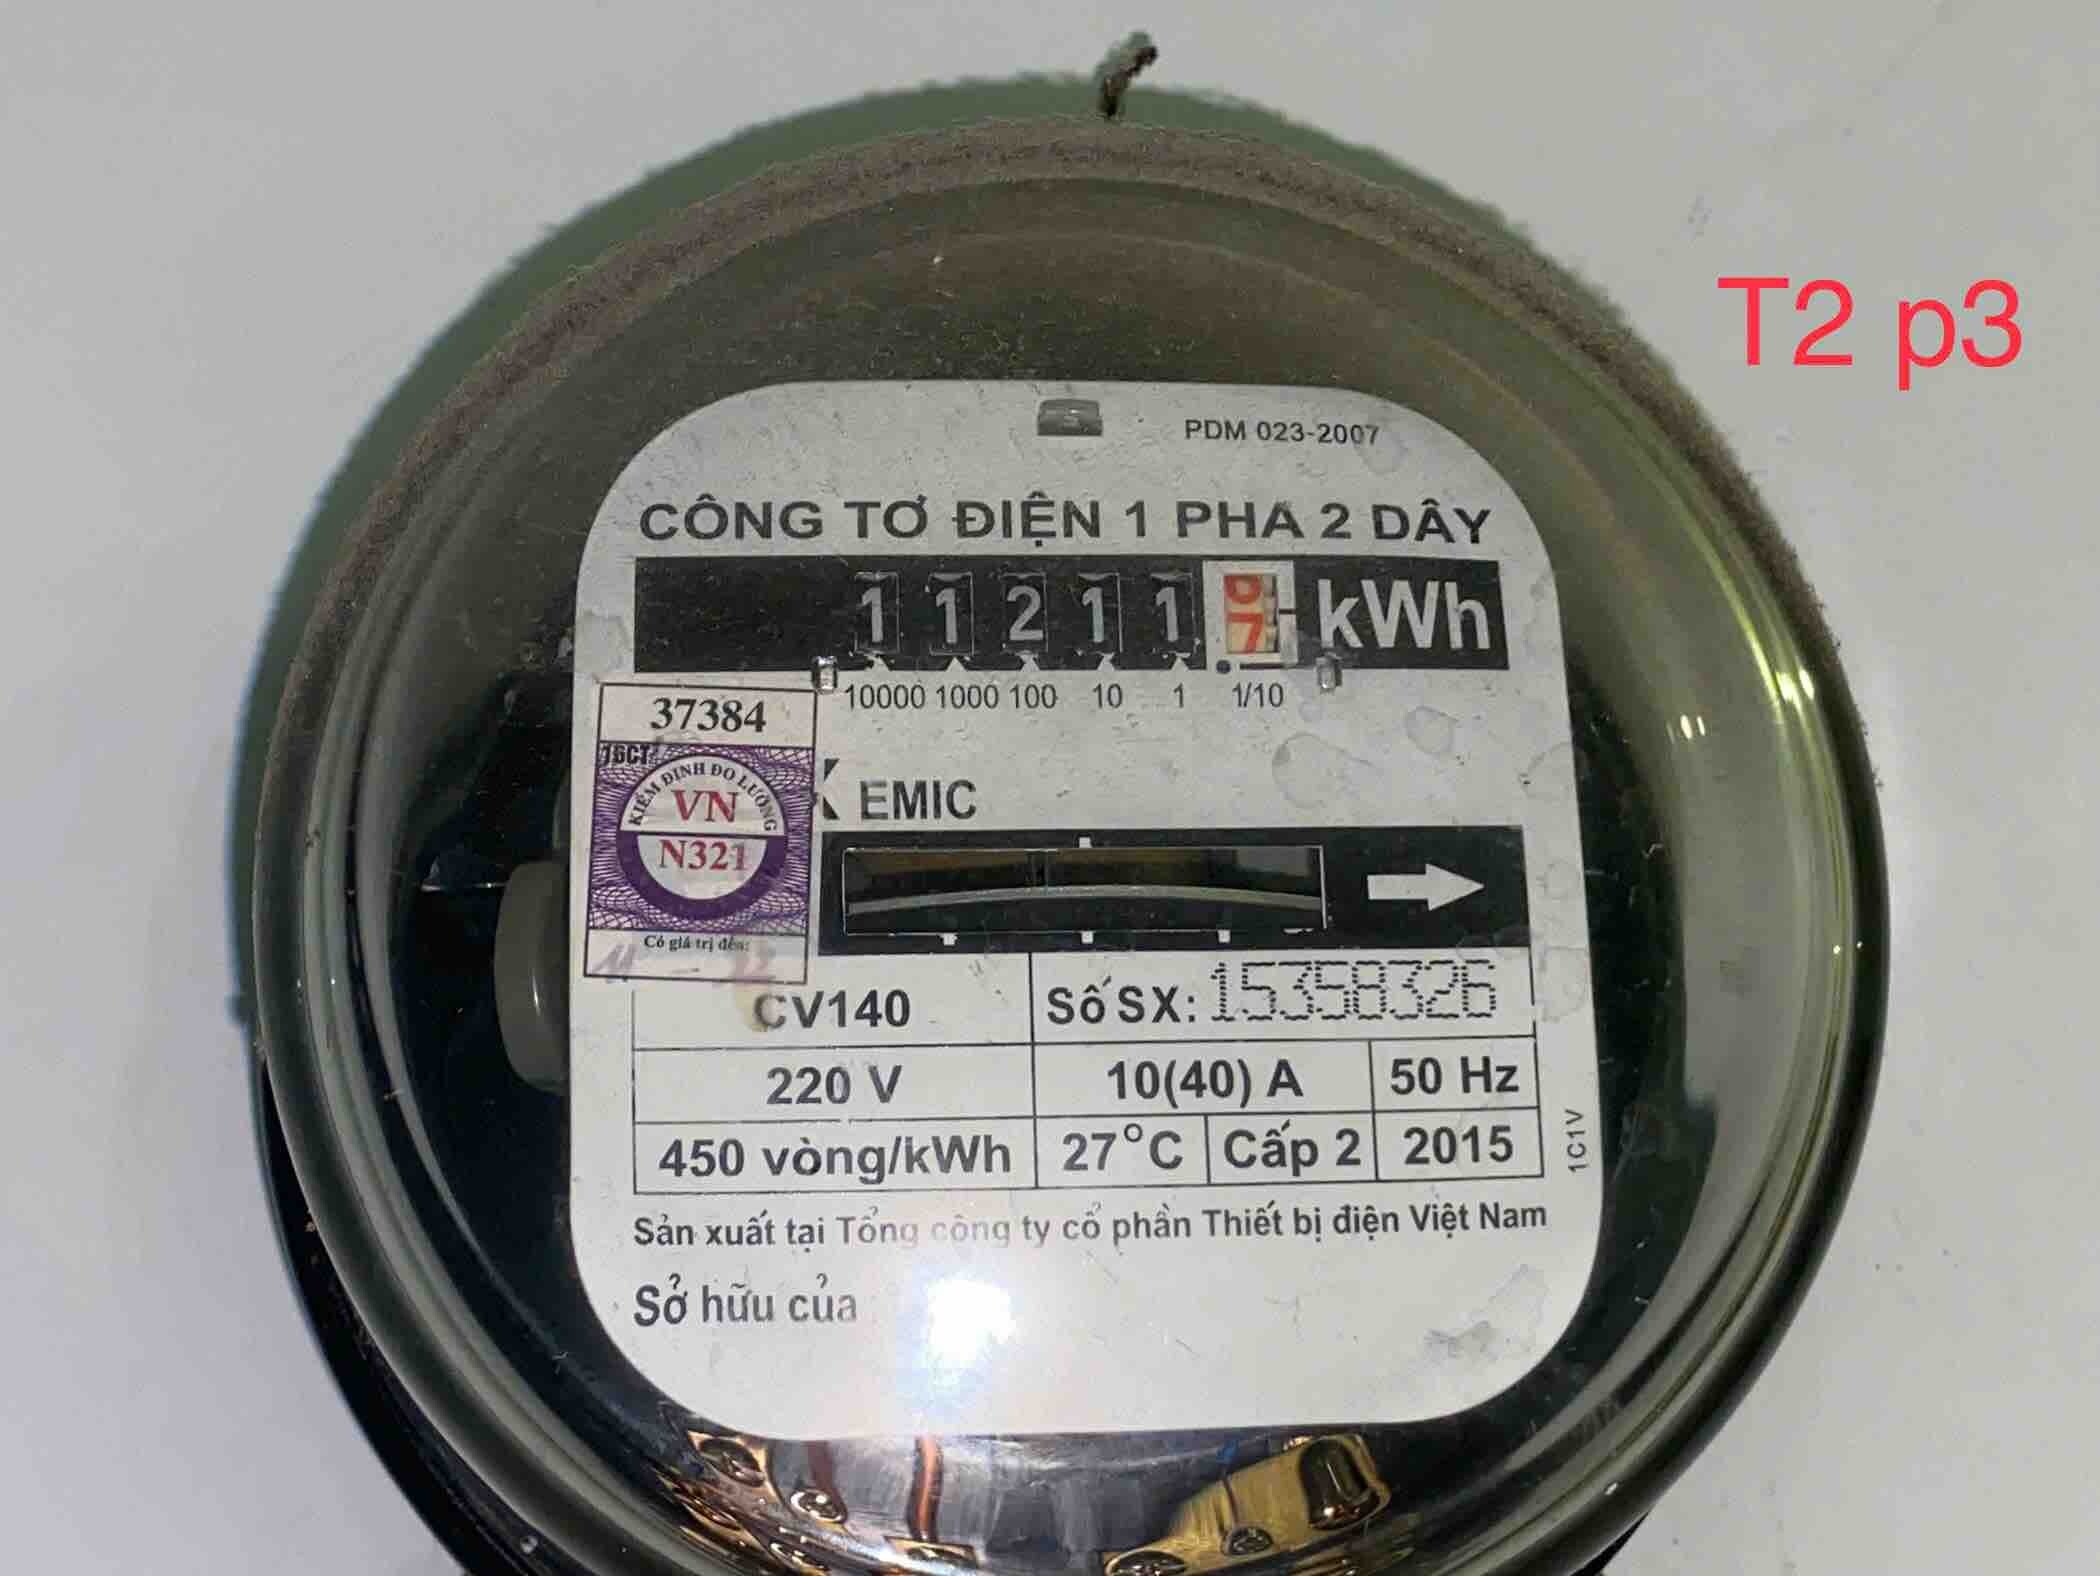 T2 p3
PDM 023-2007
CÔNG TƠ ĐIỆN 1 PHA 2 DÂY
1 1 2 1 1 7 kWh
10000 1000 100 10 1 1/10
37384
TGCT
KIỂM ĐỊNH ĐO LƯỜNG
VN
N321
Có giá trị đến:
EMIC
CV140 Số SX: 15358326
220 V 10(40) A 50 Hz
450 vòng/kWh 27°C Cấp 2 2015
1C1V
Sản xuất tại Tổng công ty cổ phần Thiết bị điện Việt Nam
Sở hữu của